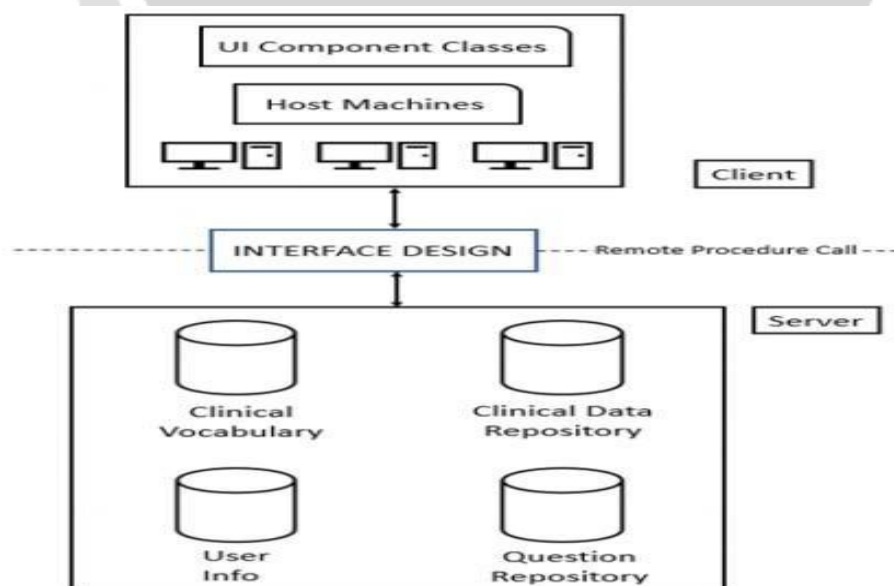 UI Component Classes
Host Machines
Client
INTERFACE DESIGN
Remote Procedure Call
Server
Clinical
Vocabulary
Clinical Data
Repository
User
Info
Question
Repository